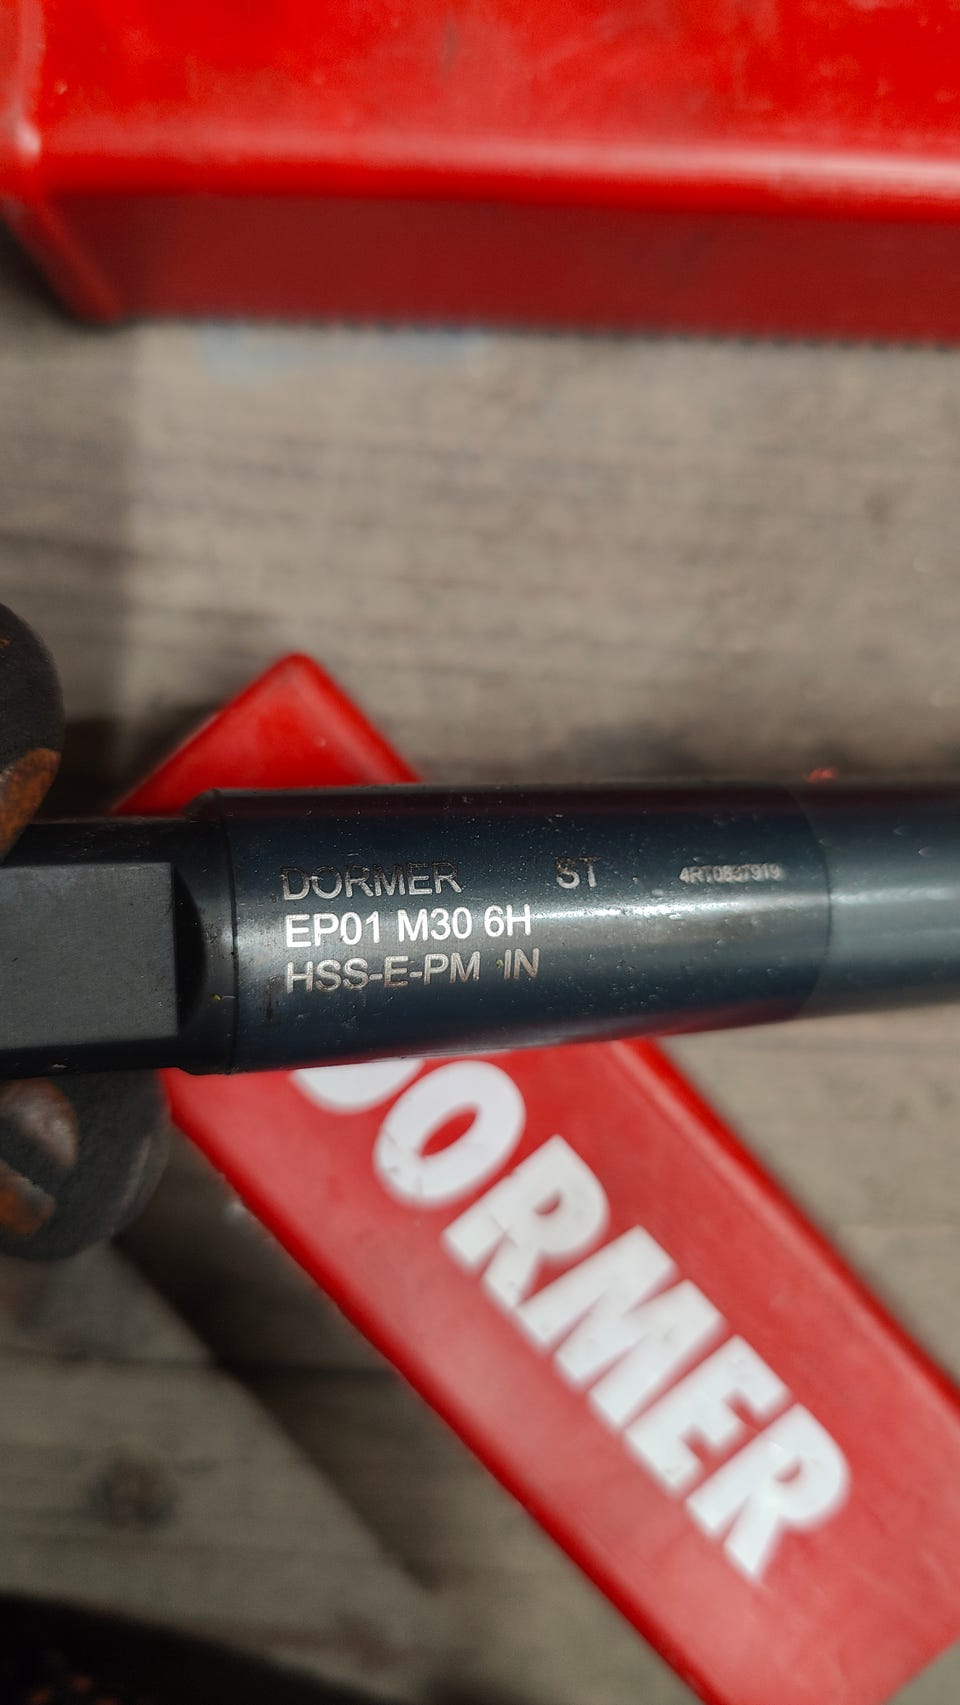 DORMER ST
EP01 M30 6H
HSS-E-PM IN
DORMER